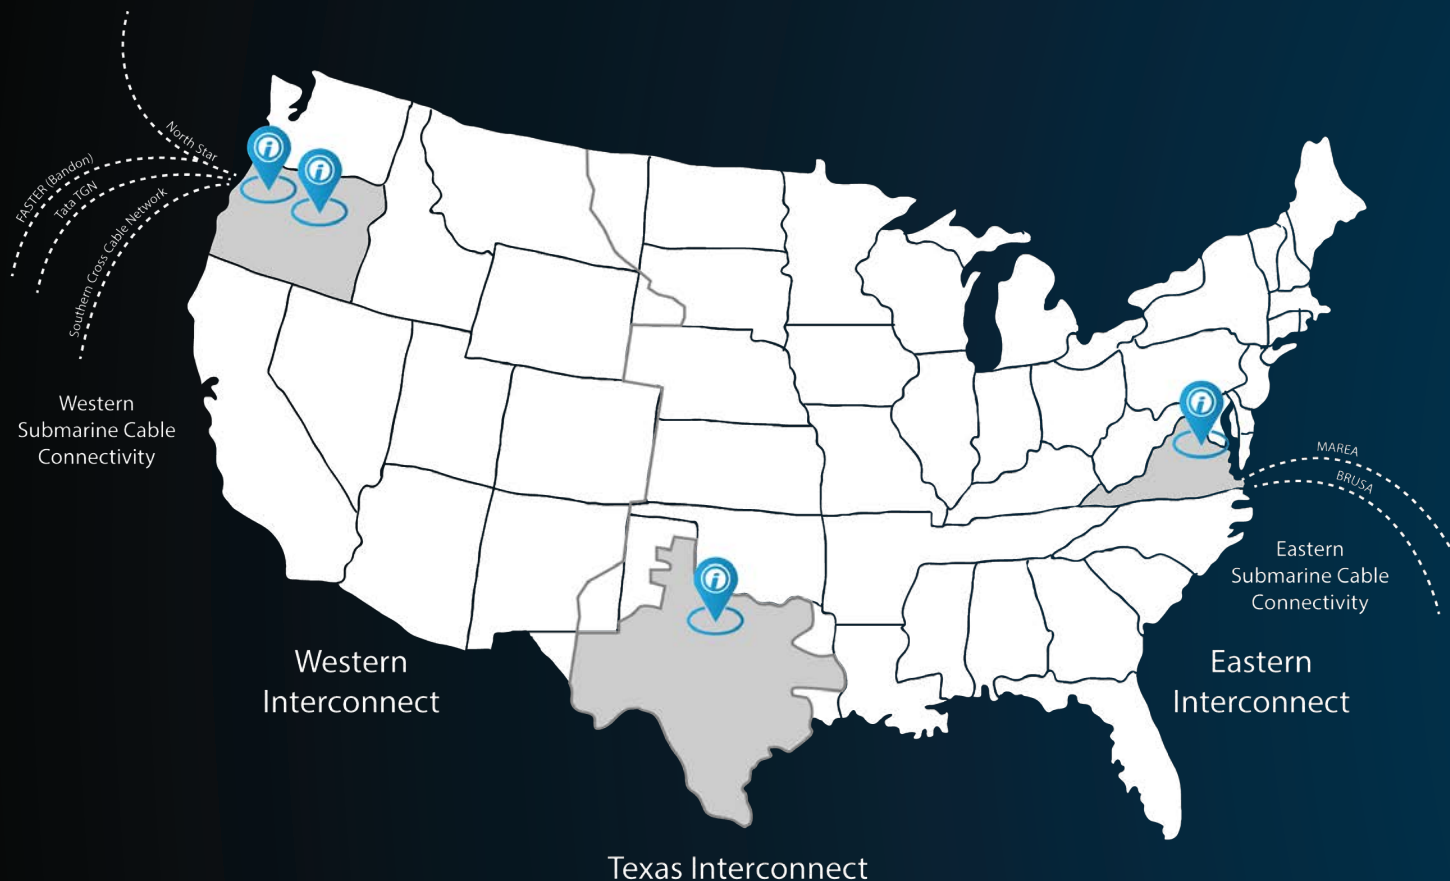 North Star
FASTER (Bandon)
Tata TGN
Southern Cross Cable Network
Western
Submarine Cable
Connectivity
MAREA
BRUSA
Eastern
Submarine Cable
Connectivity
Western
Interconnect
Eastern
Interconnect
Texas Interconnect
i
i
i
i